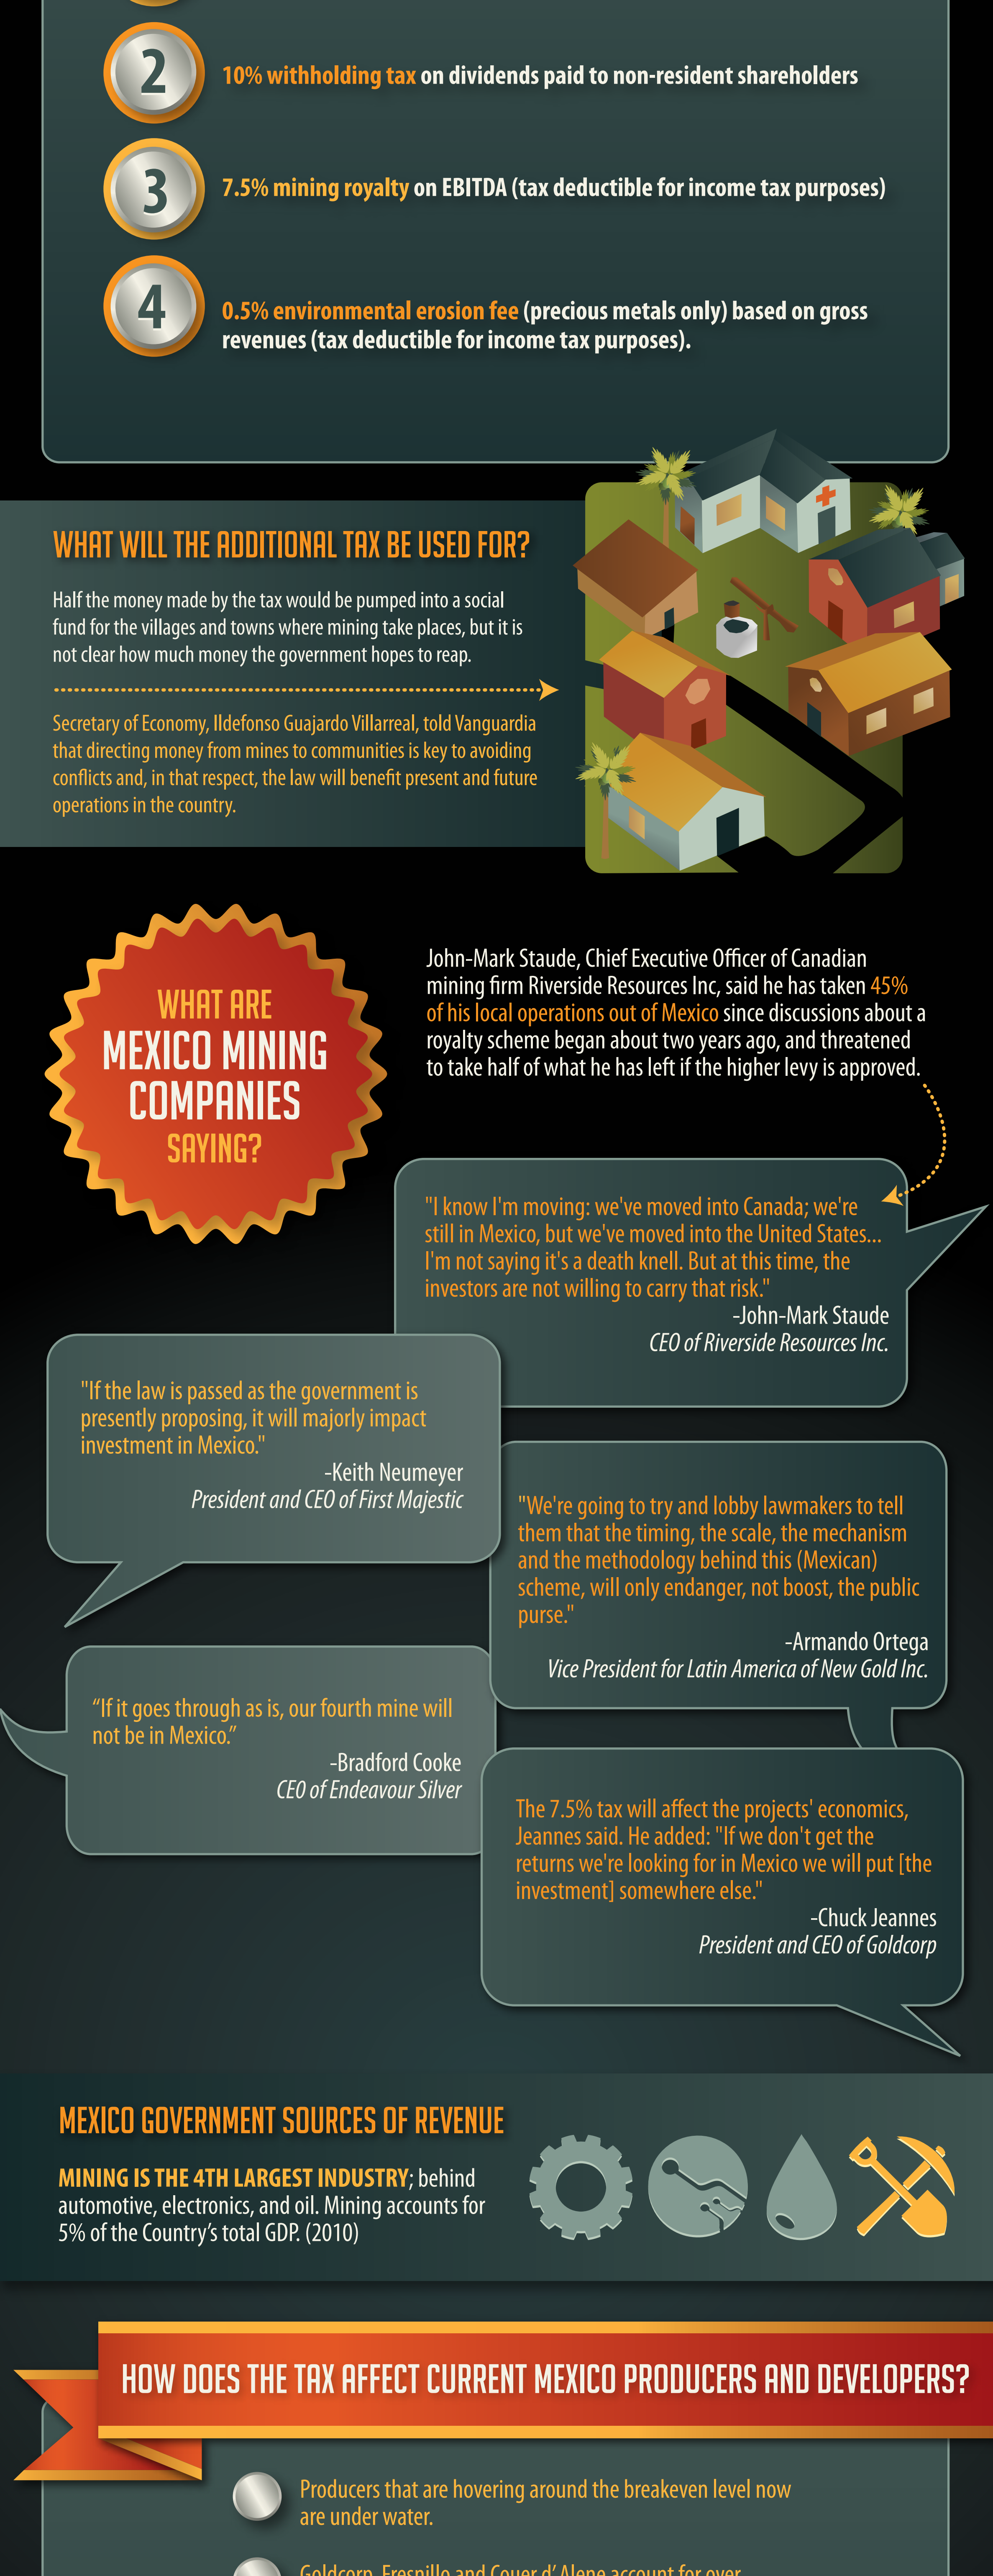 2
10% withholding tax on dividends paid to non-resident shareholders
3
7.5% mining royalty on EBITDA (tax deductible for income tax purposes)
4
0.5% environmental erosion fee (precious metals only) based on gross
revenues (tax deductible for income tax purposes).
WHAT WILL THE ADDITIONAL TAX BE USED FOR?
Half the money made by the tax would be pumped into a social
fund for the villages and towns where mining take places, but it is
not clear how much money the government hopes to reap.
Secretary of Economy, Ildefonso Guajardo Villarreal, told Vanguardia
that directing money from mines to communities is key to avoiding
conflicts and, in that respect, the law will benefit present and future
operations in the country.
WHAT ARE
MEXICO MINING
COMPANIES
SAYING?
John-Mark Staude, Chief Executive Officer of Canadian
mining firm Riverside Resources Inc, said he has taken 45%
of his local operations out of Mexico since discussions about a
royalty scheme began about two years ago, and threatened
to take half of what he has left if the higher levy is approved.
"I know I'm moving: we've moved into Canada; we're
still in Mexico, but we've moved into the United States...
I'm not saying it's a death knell. But at this time, the
investors are not willing to carry that risk."
-John-Mark Staude
CEO of Riverside Resources Inc.
"If the law is passed as the government is
presently proposing, it will majorly impact
investment in Mexico."
-Keith Neumeyer
President and CEO of First Majestic
"We're going to try and lobby lawmakers to tell
them that the timing, the scale, the mechanism
and the methodology behind this (Mexican)
scheme, will only endanger, not boost, the public
purse."
-Armando Ortega
Vice President for Latin America of New Gold Inc.
“If it goes through as is, our fourth mine will
not be in Mexico.”
-Bradford Cooke
CEO of Endeavour Silver
The 7.5% tax will affect the projects' economics,
Jeannes said. He added: "If we don't get the
returns we're looking for in Mexico we will put [the
investment] somewhere else."
-Chuck Jeannes
President and CEO of Goldcorp
MEXICO GOVERNMENT SOURCES OF REVENUE
MINING IS THE 4TH LARGEST INDUSTRY; behind
automotive, electronics, and oil. Mining accounts for
5% of the Country’s total GDP. (2010)
HOW DOES THE TAX AFFECT CURRENT MEXICO PRODUCERS AND DEVELOPERS?
Producers that are hovering around the breakeven level now
are under water.
Goldcorp, Fresnillo and Couer d’ Alene account for over